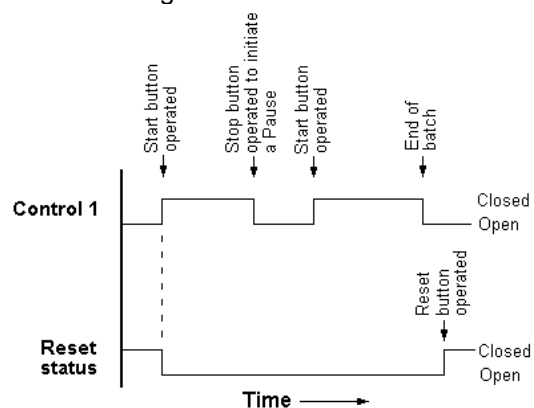 Start button
operated
Stop button
operated to initiate
a Pause
Start button
operated
End of
batch
Control 1
Closed
Open
Reset
button
operated
Reset
status
Closed
Open
Time